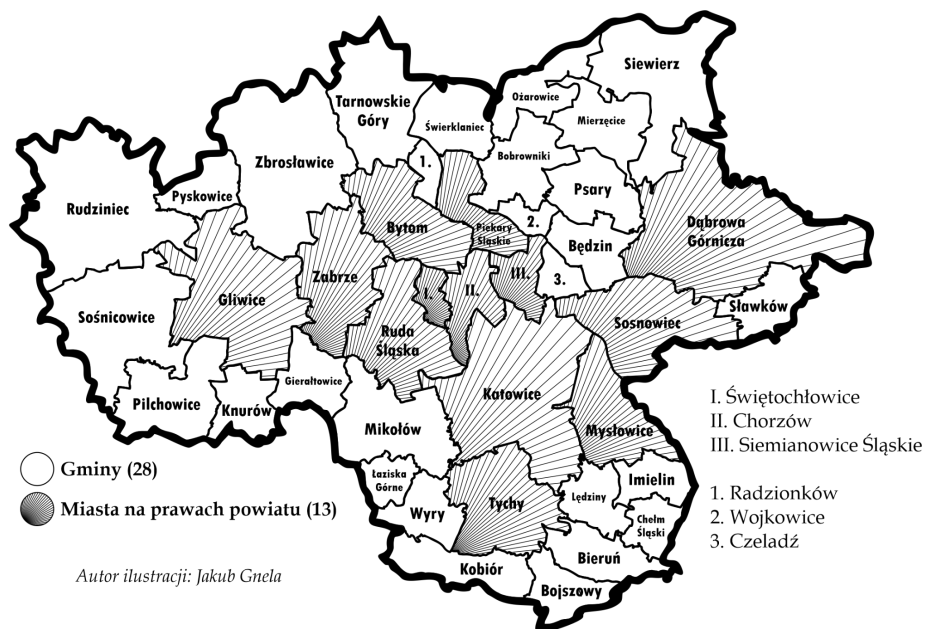 Siewierz
Tarnowskie
Góry
Ożarowice
Świerklaniec
Mierzęcice
Zbrosławice
1.
Bobrowniki
Pyskowice
Psary
Rudziniec
Bytom
2.
Piekary
Śląskie
Dąbrowa
Górnicza
Będzin
Zabrze
III.
3.
Gliwice
I.
II.
Sławków
Sośnicowice
Ruda
Śląska
Sosnowiec
Gierałtowice
Katowice
Pilchowice
Knurów
Mikołów
Mysłowice
I. Świętochłowice
II. Chorzów
III. Siemianowice Śląskie
Gminy (28)
Łaziska
Górne
Imielin
Lędziny
1. Radzionków
2. Wojkowice
3. Czeladź
Miasta na prawach powiatu (13)
Tychy
Wyry
Chełm
Śląski
Bieruń
Kobiór
Autor ilustracji: Jakub Gnela
Bojszowy